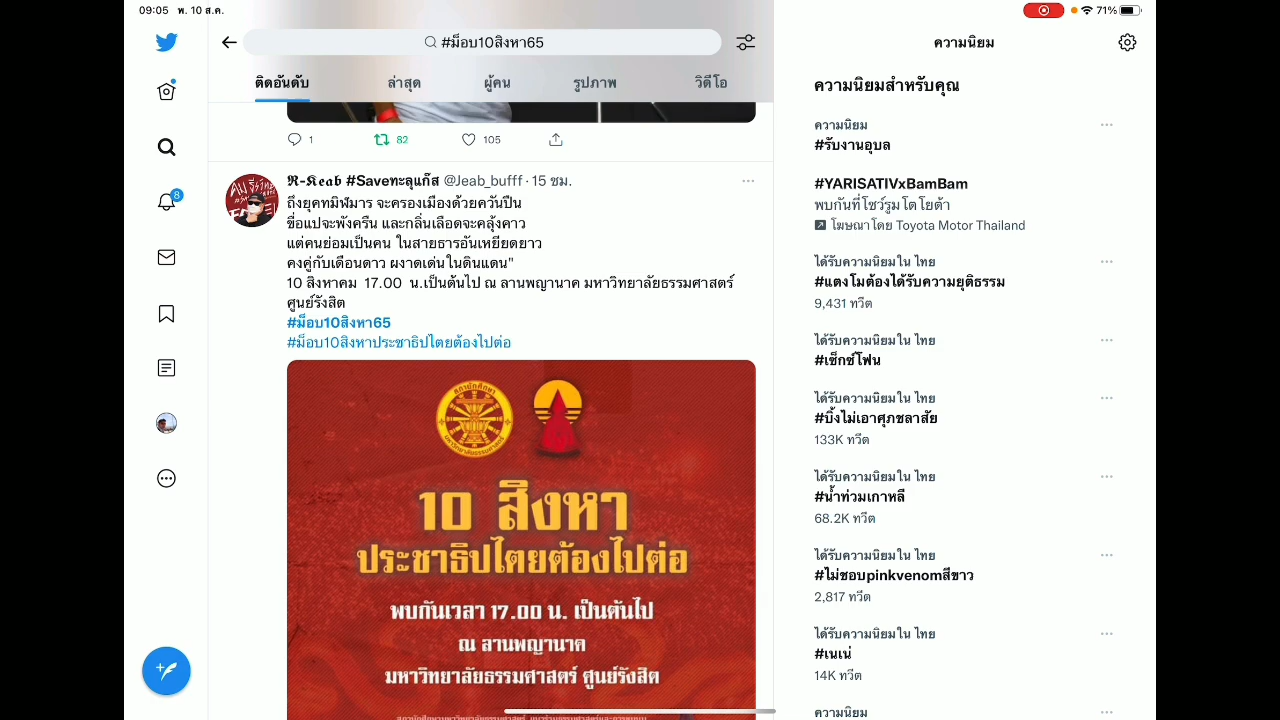 09:05 พ. 10 ส.ค.
71%
#ม็อบ10สิงหา65
ติดอันดับ
ล่าสุด
ผู้คน
รูปภาพ
วิดีโอ
1
82
105
𝕽-𝕶𝖊𝖆𝖇 #Saveทะลุแก๊ส @Jeab_bufff · 15 ชม.
ถึงยุคทมิฬมาร จะครองเมืองด้วยควันปืน
ขื่อแปจะพังครืน และกลิ่นเลือดจะคลุ้งคาว
แต่คนย่อมเป็นคน ในสายธารอันเหยียดยาว
คงคู่กับเดือนดาว ผงาดเด่นในดินแดน"
10 สิงหาคม 17.00 น.เป็นต้นไป ณ ลานพญานาค มหาวิทยาลัยธรรมศาสตร์
ศูนย์รังสิต
#ม็อบ10สิงหา65
#ม็อบ10สิงหาประชาธิปไตยต้องไปต่อ
10 สิงหา
ประชาธิปไตยต้องไปต่อ
พบกันเวลา 17.00 น. เป็นต้นไป
ณ ลานพญานาค
มหาวิทยาลัยธรรมศาสตร์ ศูนย์รังสิต
8
ความนิยม
ความนิยมสำหรับคุณ
ความนิยม
#รับงานอุบล
#YARISATIVxBamBam
พบกันที่โชว์รูมโตโยต้า
โฆษณาโดย Toyota Motor Thailand
ได้รับความนิยมใน ไทย
#แตงโมต้องได้รับความยุติธรรม
9,431 ทวีต
ได้รับความนิยมใน ไทย
#เซ็กซ์โฟน
ได้รับความนิยมใน ไทย
#บิ้งไม่เอาศุภชลาสัย
133K ทวีต
ได้รับความนิยมใน ไทย
#น้ำท่วมเกาหลี
68.2K ทวีต
ได้รับความนิยมใน ไทย
#ไม่ชอบpinkvenomสีขาว
2,817 ทวีต
ได้รับความนิยมใน ไทย
#เนเน่
14K ทวีต
ความนิยม